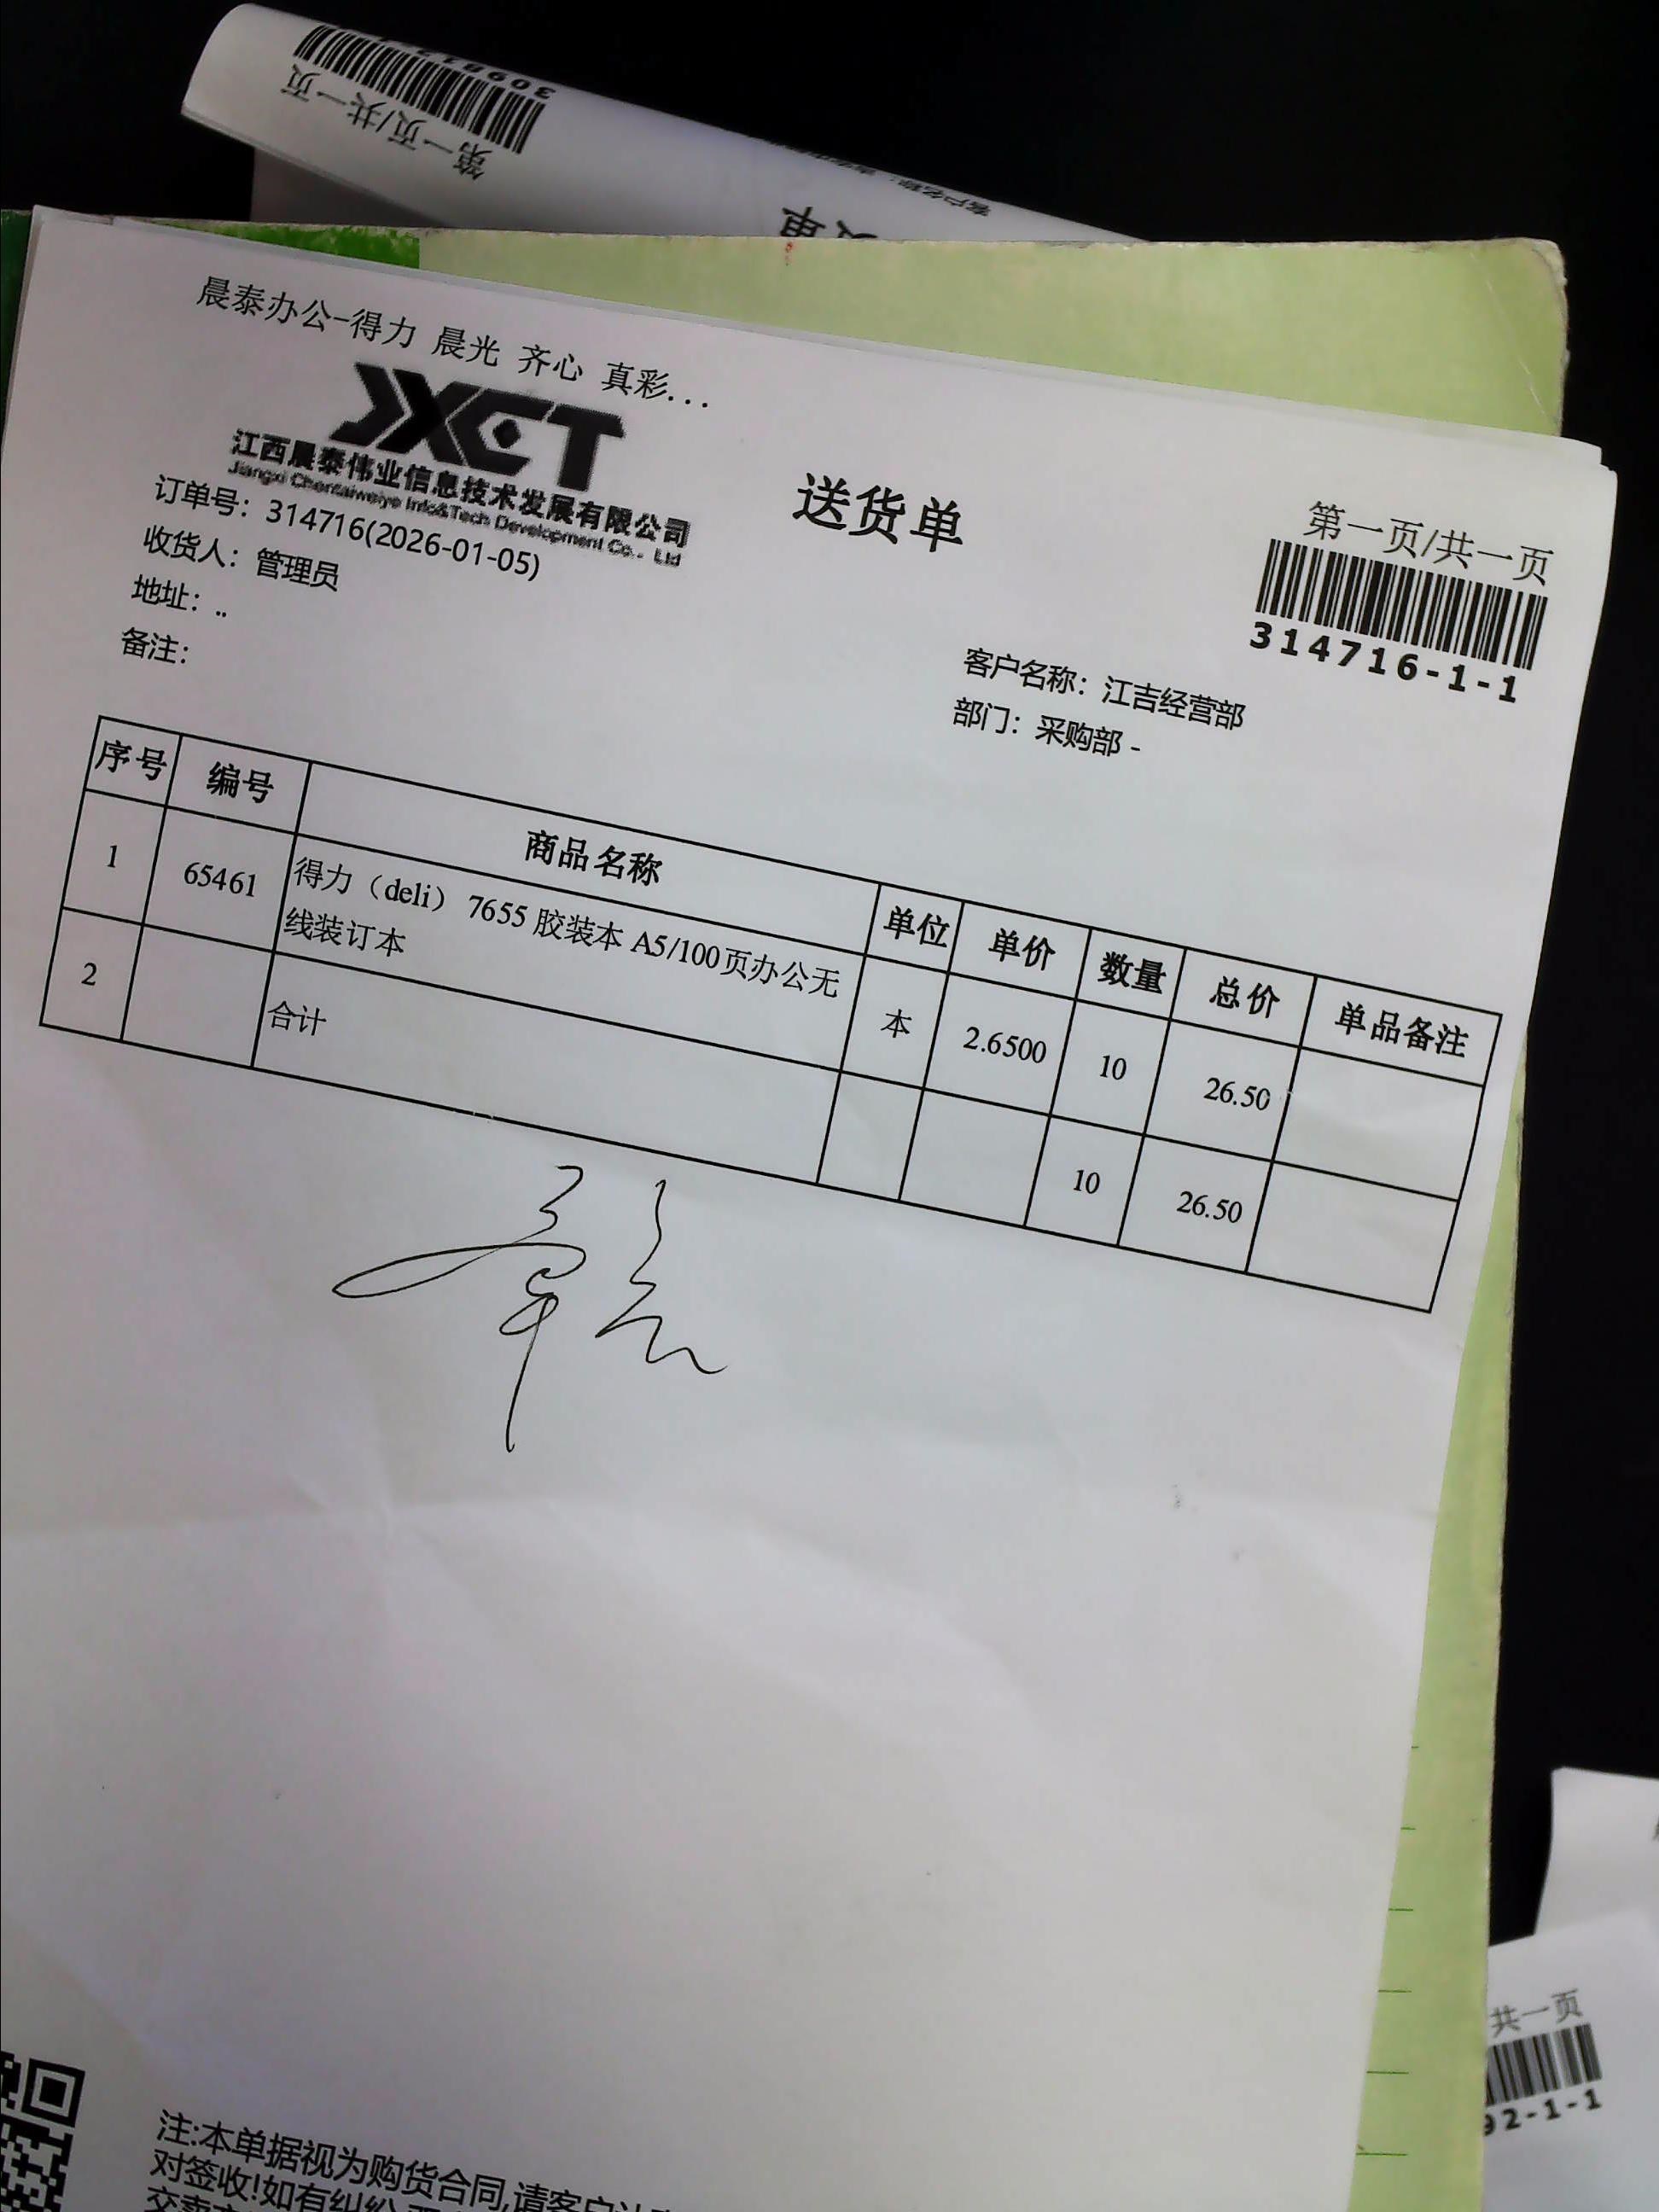 第一页/共一页
晨泰办公-得力 晨光 齐心 真彩...
JXCT
江西晨泰伟业信息技术发展有限公司
Jiangxi Chentaiweiye Info&Tech Development Co., Ltd
送货单
第一页/共一页
314716-1-1
订单号：314716(2026-01-05)
收货人：管理员
地址：..
备注：
客户名称：江吉经营部
部门：采购部 -
序号 编号 商品名称 单位 单价 数量 总价 单品备注
1 65461 得力（deli） 7655 胶装本 A5/100页办公无 本 2.6500 10 26.50
线装订本
2 合计 10 26.50
注:本单据视为购货合同,请客户
对签收!如有纠纷
共一页
92-1-1